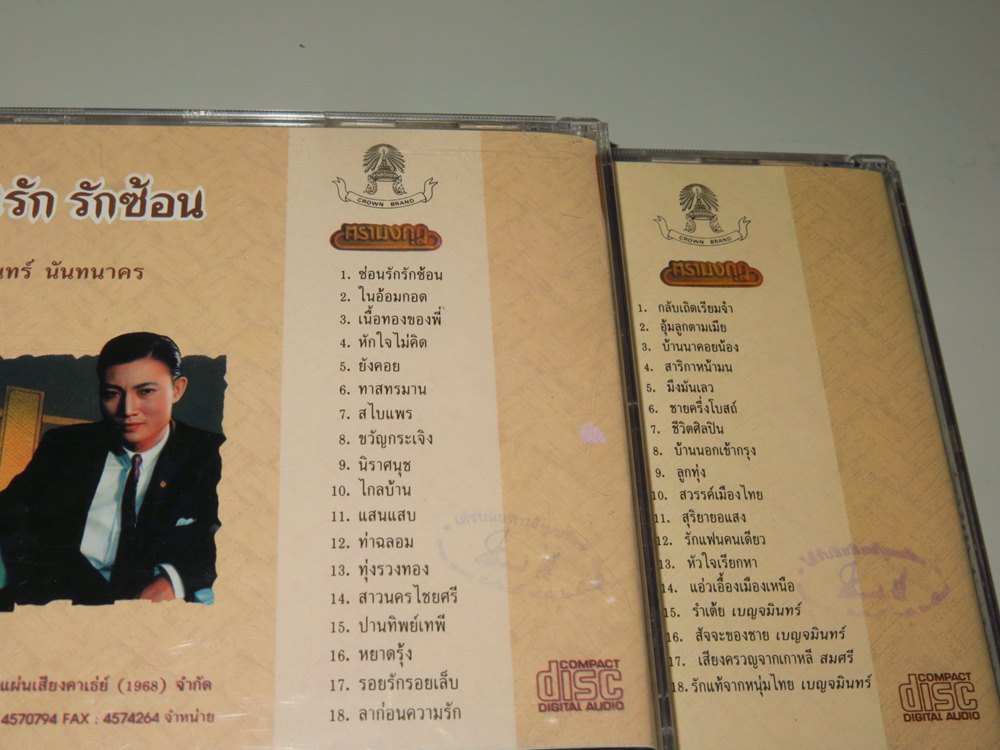 รัก รักซ้อน
นันทนาคร
แผ่นเสียงคาเธ่ย์ (1968) จำกัด
4570794 FAX : 4574264 จำหน่าย
CROWN BRAND
ตรามงกุฎ
1. ซ่อนรักรักซ้อน
2. ในอ้อมกอด
3. เนื้อทองของพี่
4. หักใจไม่คิด
5. ยังคอย
6. ทาสทรมาน
7. สไบแพร
8. ขวัญกระเจิง
9. นิราศนุช
10. ไกลบ้าน
11. แสนแสบ
12. ท่าฉลอม
13. ทุ่งรวงทอง
14. สาวนครไชยศรี
15. ปานทิพย์เทพี
16. หยาดรุ้ง
17. รอยรักรอยเล็บ
18. ลาก่อนความรัก
COMPACT
disc
DIGITAL AUDIO
CROWN BRAND
ตรามงกุฎ
1. กลับเถิดเรียมจ๋า
2. อุ้มลูกตามเมีย
3. บ้านนาคอยน้อง
4. สาริกาหน้ามน
5. มึงมันเลว
6. ชายครึ่งโบสถ์
7. ชีวิตศิลปิน
8. บ้านนอกเข้ากรุง
9. ลูกทุ่ง
10. สวรรค์เมืองไทย
11. สุริยายอแสง
12. รักแฟนคนเดียว
13. หัวใจเรียกหา
14. แอ่วเอื้องเมืองเหนือ
15. รำเต้ย เบญจมินทร์
16. สัจจะของชาย เบญจมินทร์
17. เสียงครวญจากเกาหลี สมศรี
18. รักแท้จากหนุ่มไทย เบญจมินทร์
COMPACT
disc
DIGITAL AUDIO